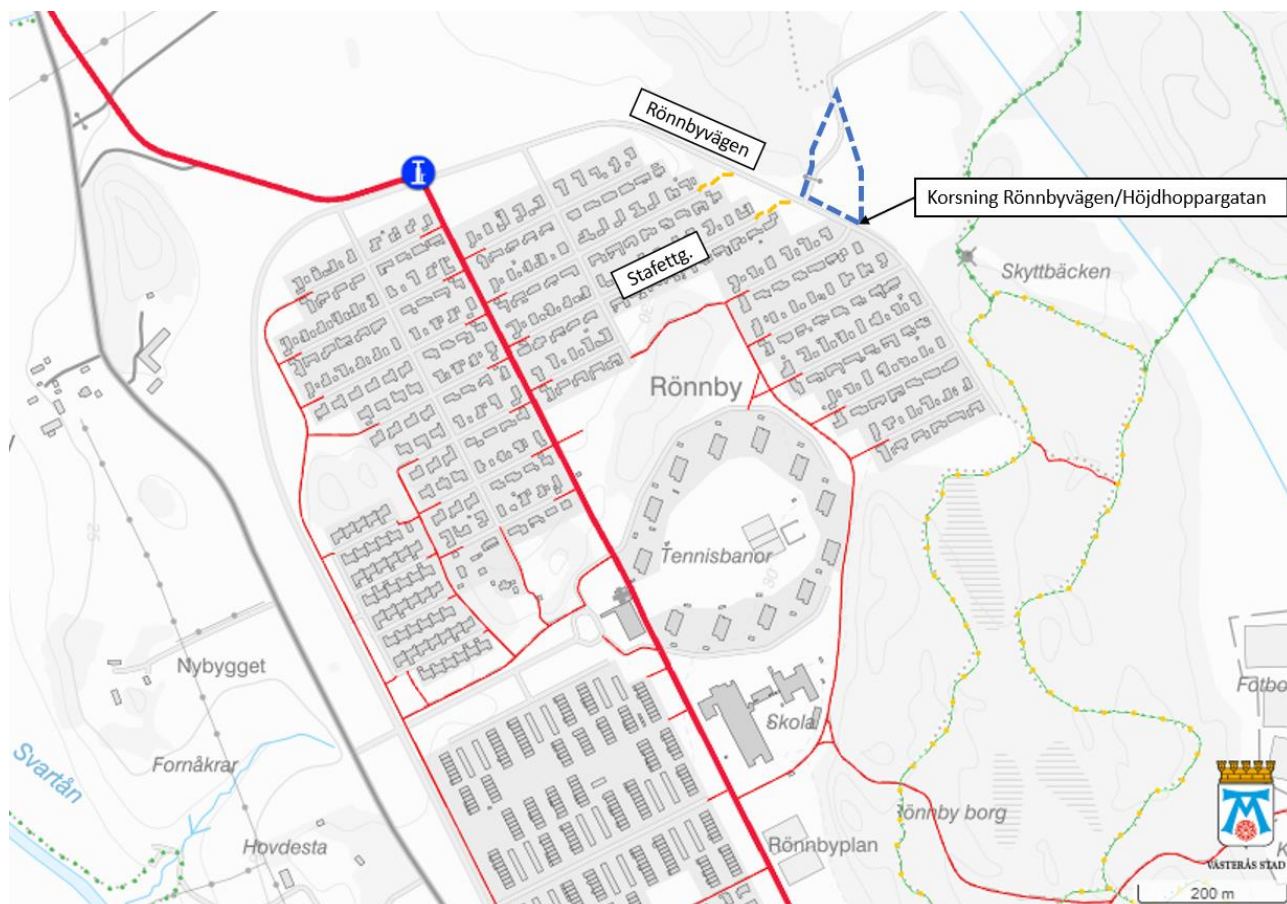 Rönnbyvägen
Korsning Rönnbyvägen/Höjdhoppargatan
Stafettg.
Skyttbäcken
30
Rönnby
Tennisbanor
Nybygget
Skola
Fornåkrar
Svartån
Hovdesta
Rönnbyplan
Rönnby borg
Fotbo
VÄSTERÅS STAD
200 m